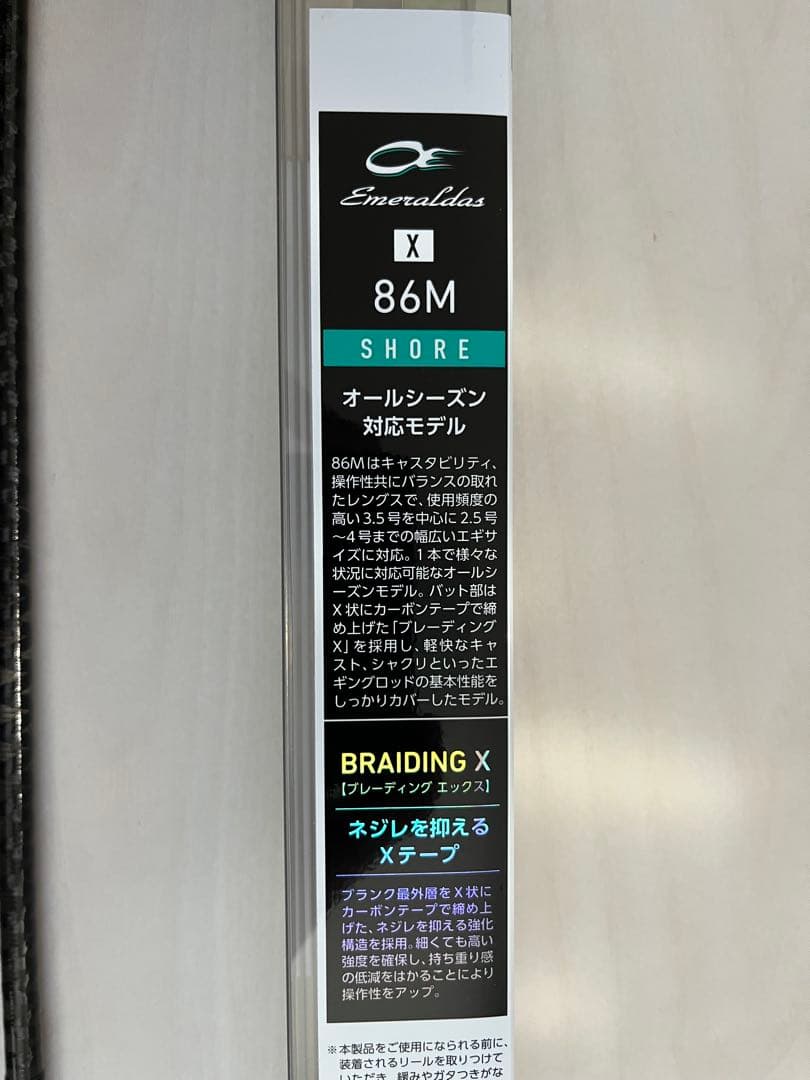 Emeraldas
X
86M
SHORE
オールシーズン
対応モデル
86Mはキャスタビリティ、
操作性共にバランスの取れ
たレングスで、使用頻度の
高い3.5号を中心に2.5号
～4号までの幅広いエギサ
イズに対応。1本で様々な
状況に対応可能なオールシ
ーズンモデル。バット部は
X状にカーボンテープで締
め上げた「ブレーディング
X」を採用し、軽快なキャ
スト、シャクリといったエ
ギングロッドの基本性能を
しっかりカバーしたモデル。
BRAIDING X
【ブレーディング エックス】
ネジレを抑える
Xテープ
ブランク最外層をX状に
カーボンテープで締め上
げた、ネジレを抑える強化
構造を採用。細くても高い
強度を確保し、持ち重り感
の低減をはかることにより
操作性をアップ。
※本製品をご使用になられる前に、
装着されるリールを取りつけて
いただき、緩みやガタつきがな